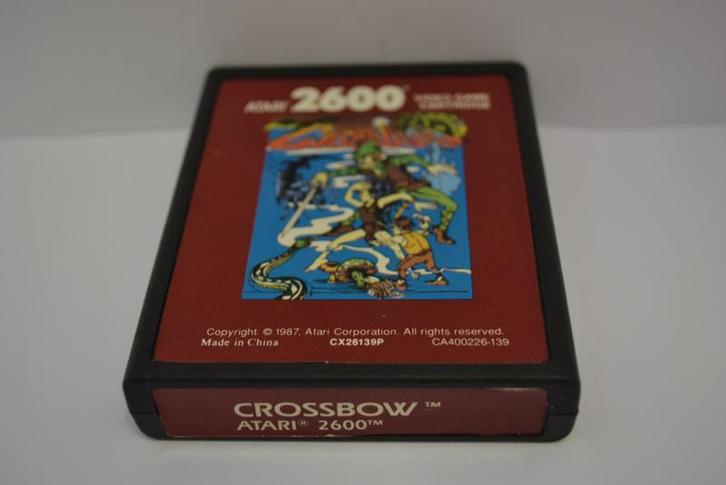 ATARI 2600 VIDEO GAME
CARTRIDGE
Crossbow
Copyright © 1987, Atari Corporation. All rights reserved.
Made in China CX26139P CA400226-139
CROSSBOW™
ATARI® 2600™